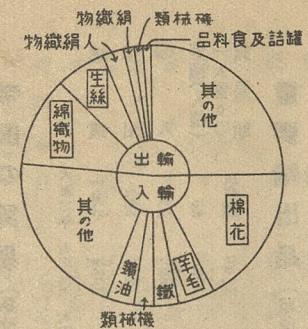 機械類
絹織物
罐詰及食料品
人絹織物
生絲
綿織物
其の他
輸出
輸入
其の他
棉花
羊毛
鐵
鑛油
機械類